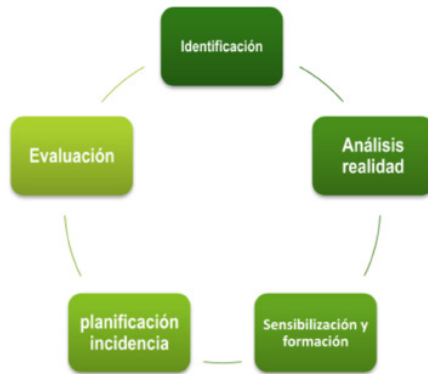 Identificación
Análisis
realidad
Sensibilización y
formación
planificación
incidencia
Evaluación